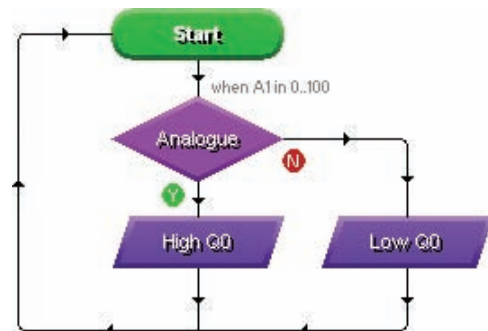 Start
when A1 in 0..100
Analogue
N
Y
High Q0
Low Q0